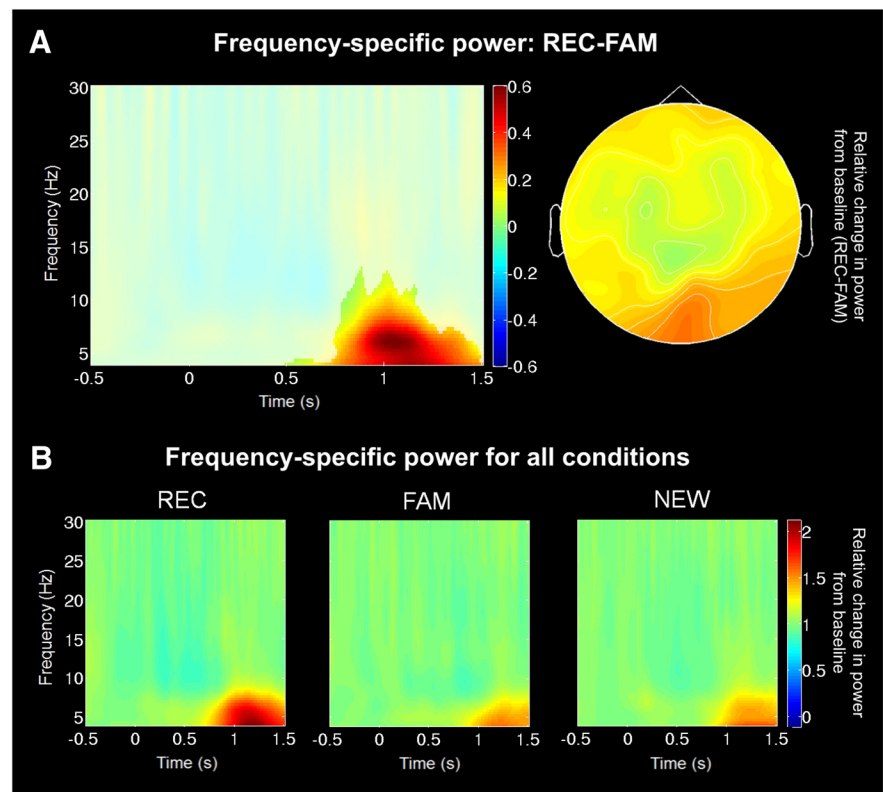 A
Frequency-specific power: REC-FAM
Frequency (Hz)
30
25
20
15
10
5
-0.5
0
0.5
1
1.5
Time (s)
0.6
0.4
0.2
0
-0.2
-0.4
-0.6
Relative change in power
from baseline (REC-FAM)
B
Frequency-specific power for all conditions
REC
FAM
NEW
Frequency (Hz)
30
25
20
15
10
5
-0.5
0
0.5
1
1.5
Time (s)
-0.5
0
0.5
1
1.5
Time (s)
-0.5
0
0.5
1
1.5
Time (s)
2
1.5
1
0.5
0
Relative change in power
from baseline